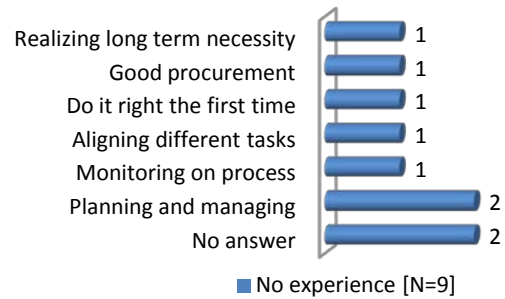 Realizing long term necessity 1
Good procurement 1
Do it right the first time 1
Aligning different tasks 1
Monitoring on process 1
Planning and managing 2
No answer 2
No experience [N=9]